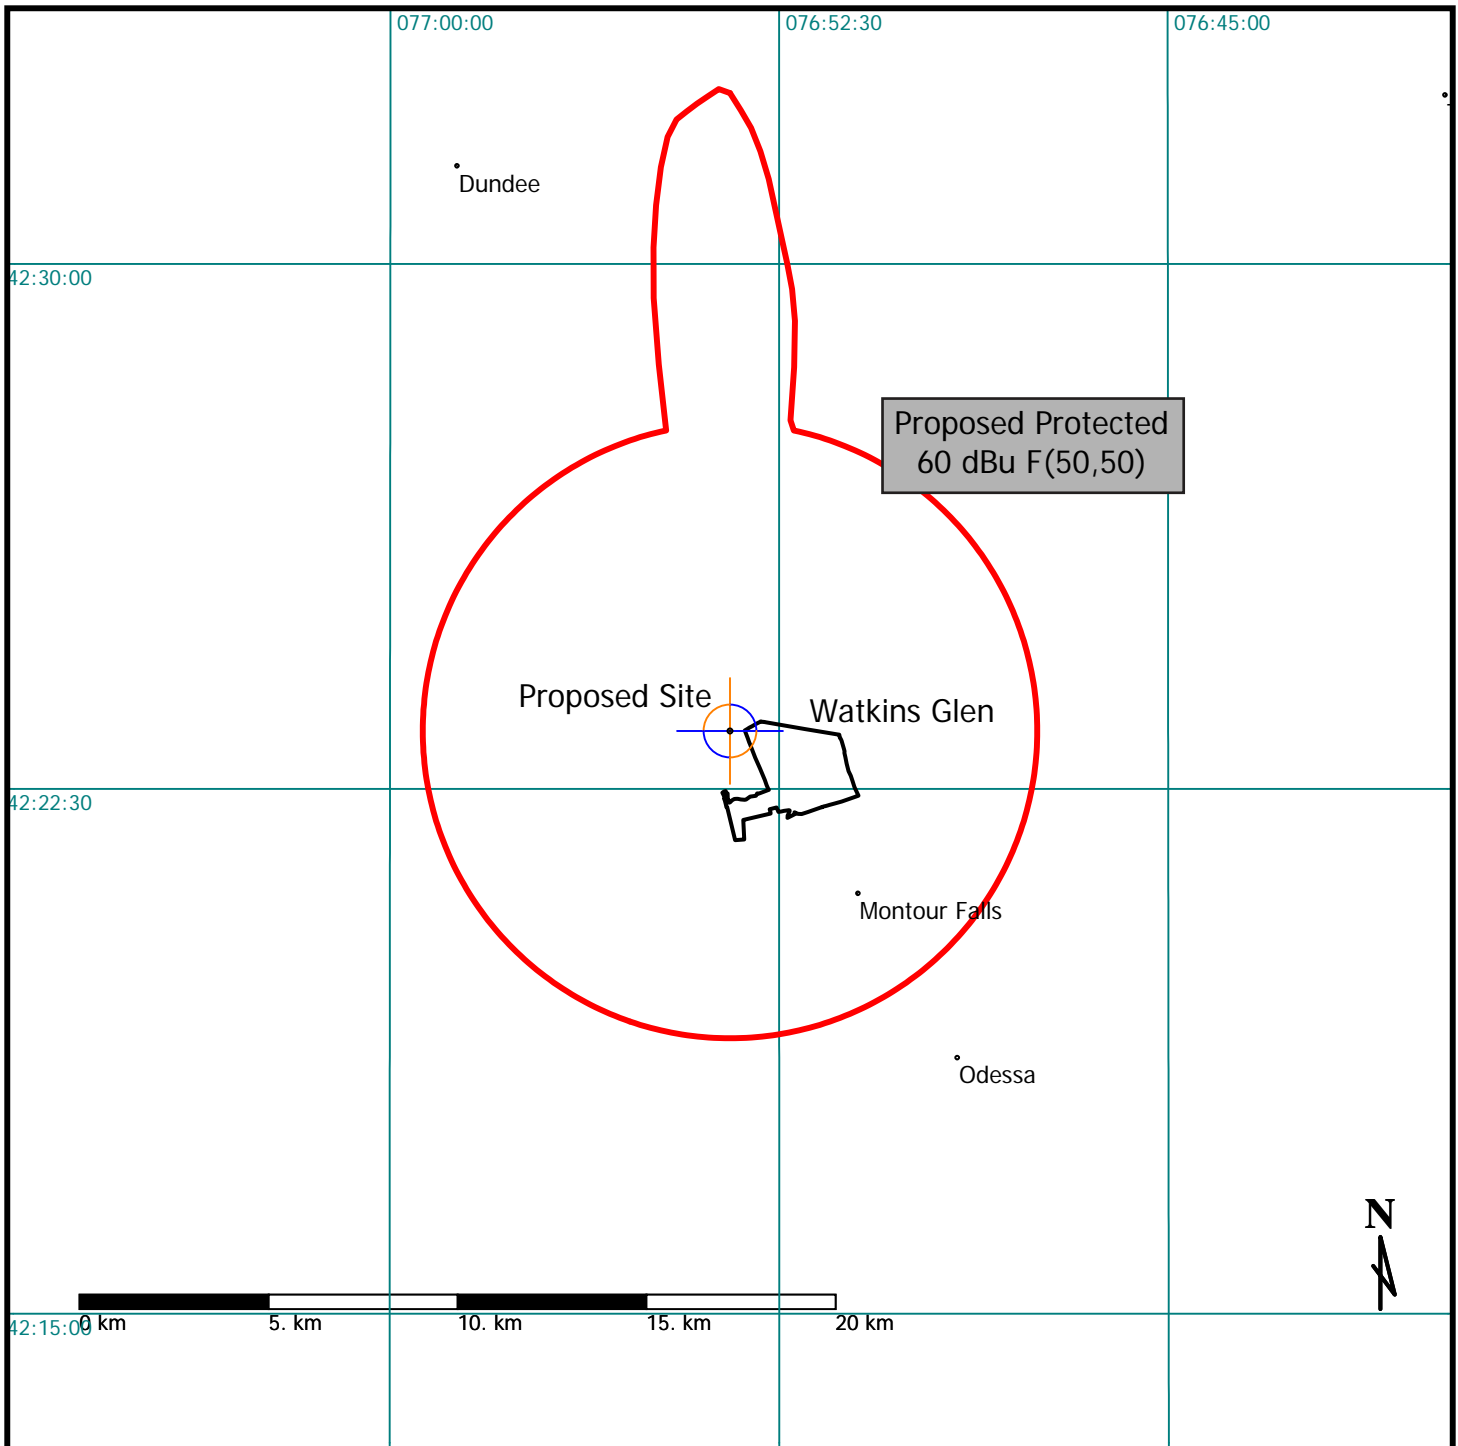 077:00:00
076:52:30
076:45:00
Dundee
42:30:00
Proposed Protected
60 dBu F(50,50)
Proposed Site
Watkins Glen
42:22:30
Montour Falls
Odessa
N
0 km
5. km
10. km
15. km
20 km
42:15:00